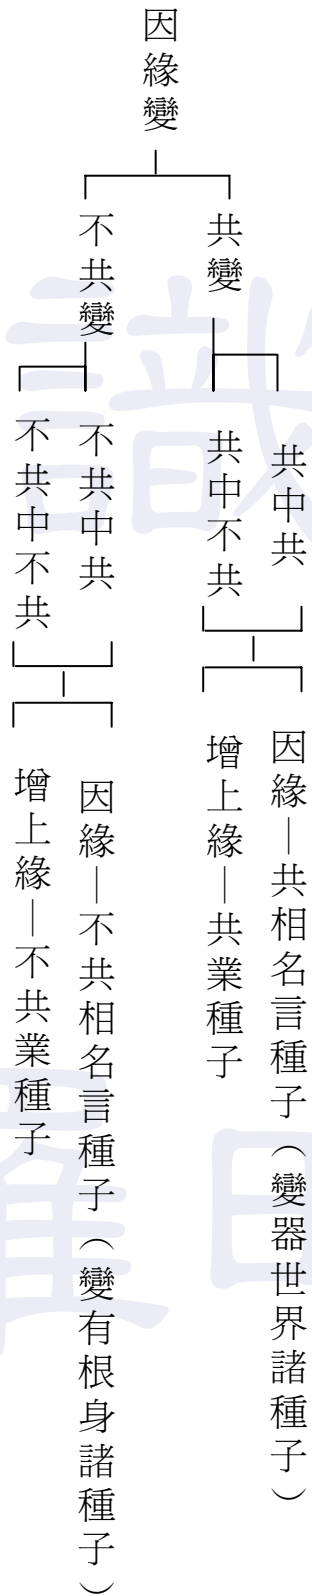 因緣變
共變
不共變
共中共
共中不共
不共中共
不共中不共
因緣—共相名言種子（變器世界諸種子）
增上緣—共業種子
因緣—不共相名言種子（變有根身諸種子）
增上緣—不共業種子